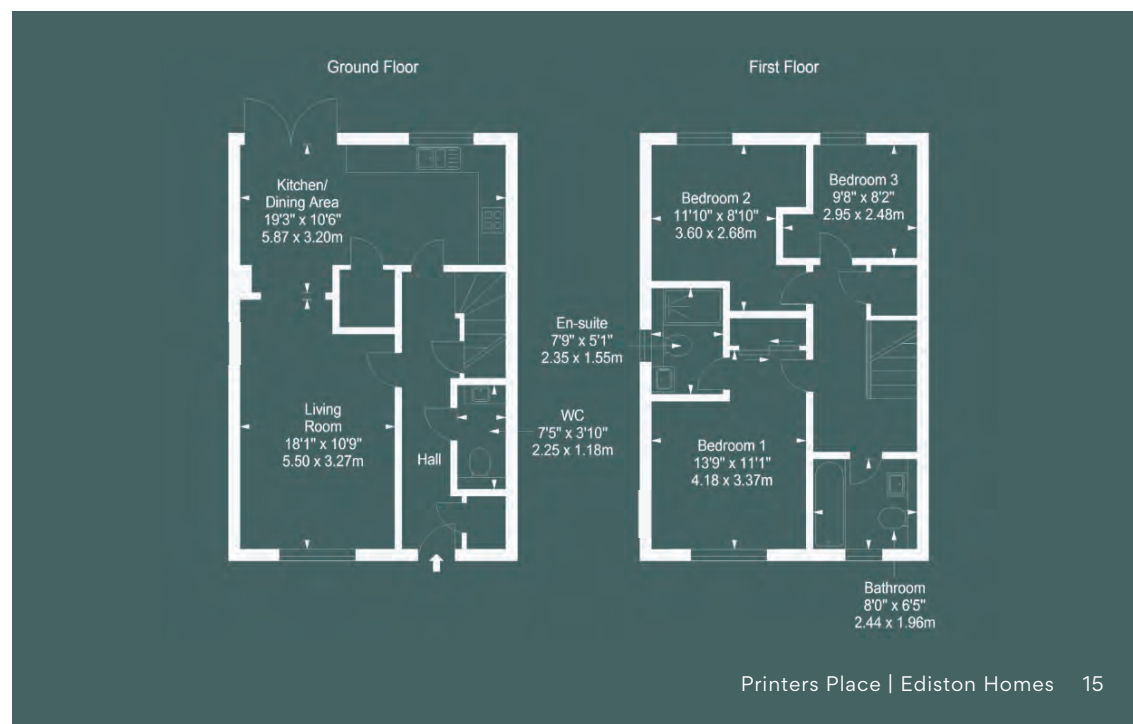 Ground Floor
Kitchen/
Dining Area
19'3" x 10'6"
5.87 x 3.20m
Living
Room
18'1" x 10'9"
5.50 x 3.27m
Hall
WC
7'5" x 3'10"
2.25 x 1.18m
First Floor
Bedroom 2
11'10" x 8'10"
3.60 x 2.68m
Bedroom 3
9'8" x 8'2"
2.95 x 2.48m
En-suite
7'9" x 5'1"
2.35 x 1.55m
Bedroom 1
13'9" x 11'1"
4.18 x 3.37m
Bathroom
8'0" x 6'5"
2.44 x 1.96m
Printers Place | Ediston Homes 15